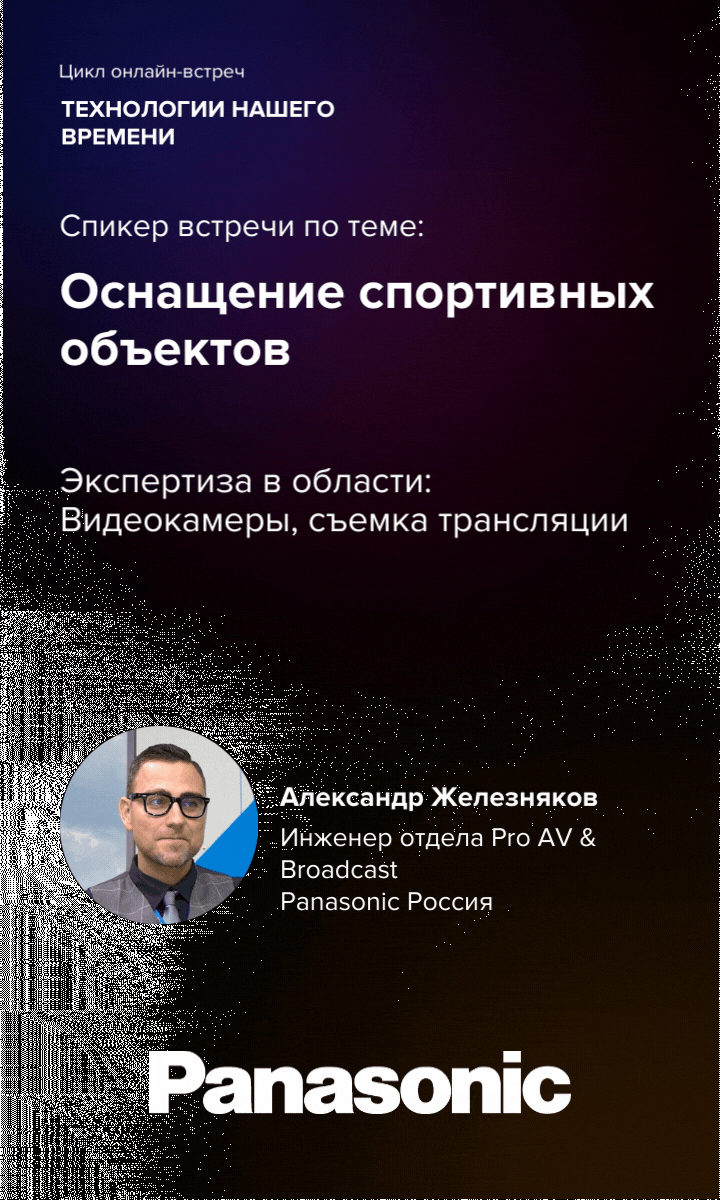 Цикл онлайн-встреч
ТЕХНОЛОГИИ НАШЕГО
ВРЕМЕНИ
Спикер встречи по теме:
Оснащение спортивных
объектов
Экспертиза в области:
Видеокамеры, съемка трансляции
Александр Железняков
Инженер отдела Pro AV &
Broadcast
Panasonic Россия
Panasonic